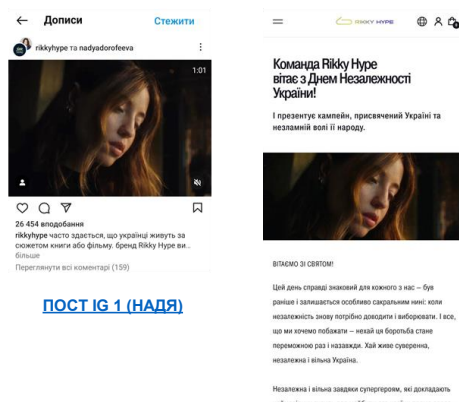 Дописи
Стежити
rikkyhype та nadyadorofeeva
1:01
26 454 вподобання
rikkyhype часто здається, що українці живуть за
сюжетом книги або фільму. бренд Rikky Hype ви...
більше
Переглянути всі коментарі (159)
ПОСТ IG 1 (НАДЯ)
RIKKY HYPE
Команда Rikky Hype
вітає з Днем Незалежності
України!
І презентує кампейн, присвячений Україні та
незламній волі її народу.
ВІТАЄМО ЗІ СВЯТОМ!
Цей день справді знаковий для кожного з нас – був
раніше і залишається особливо сакральним нині: коли
незалежність знову потрібно доводити і виборювати. І все,
що ми хочемо побажати – нехай ця боротьба стане
переможною раз і назавжди. Хай живе суверенна,
незалежна і вільна Україна.
Незалежна і вільна завдяки супергероям, які докладають